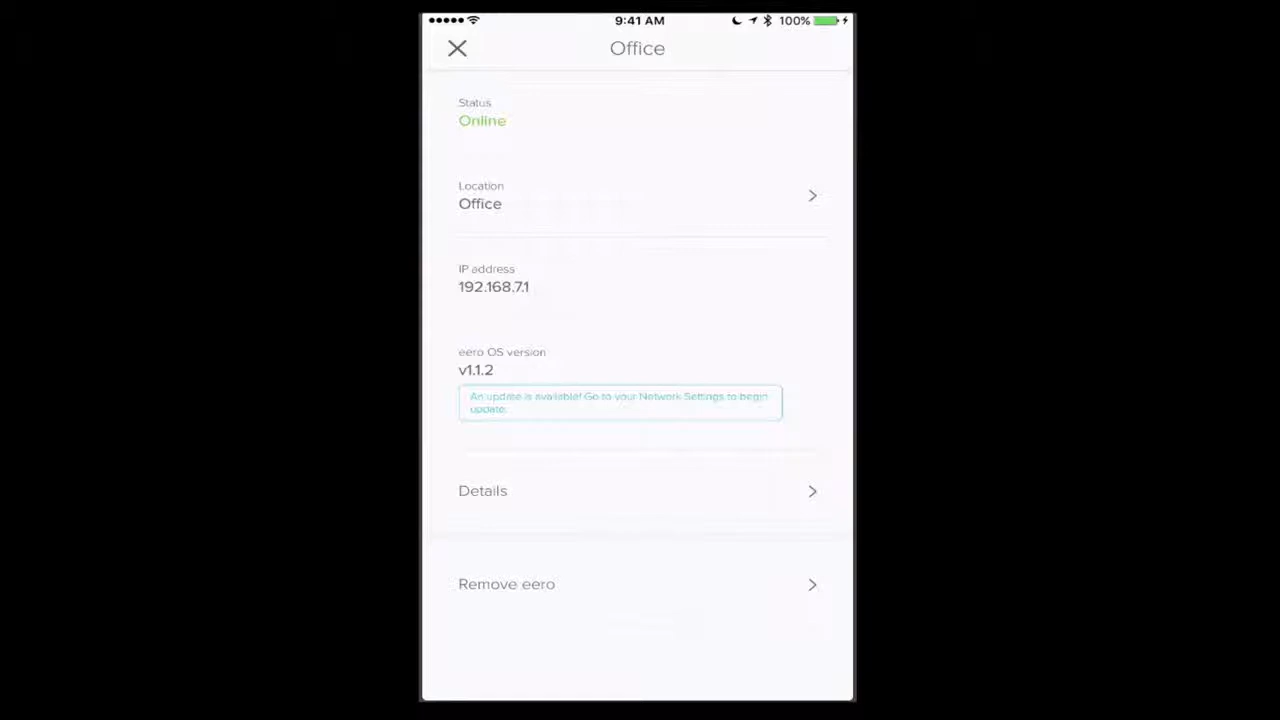 9:41 AM 100%
Office
Status
Online
Location
Office
IP address
192.168.7.1
eero OS version
v1.1.2
An update is available! Go to your Network Settings to begin
update.
Details
Remove eero